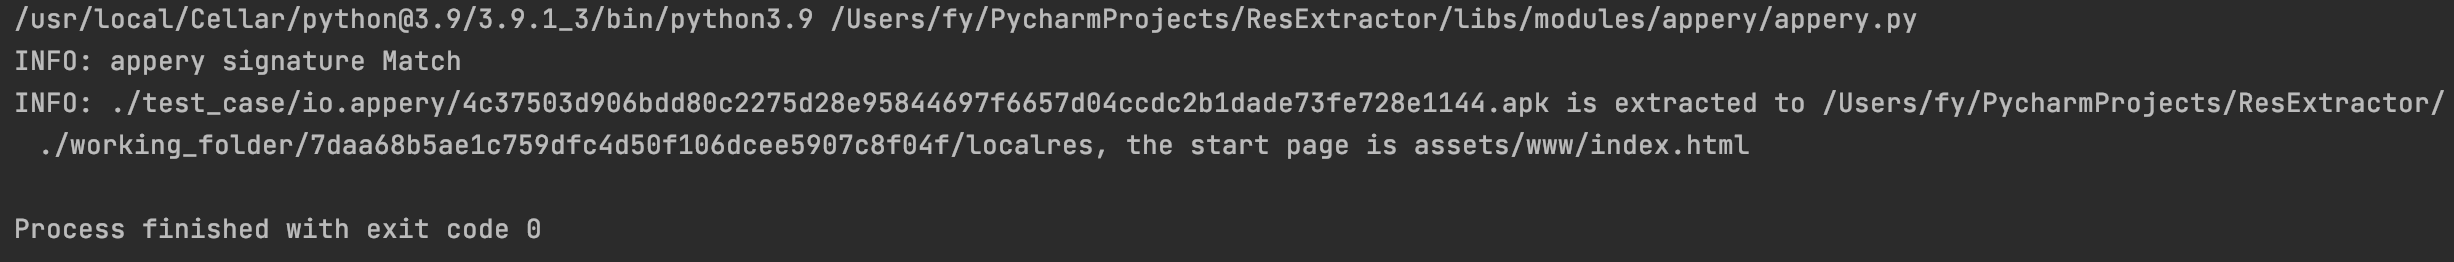 /usr/local/Cellar/python@3.9/3.9.1_3/bin/python3.9 /Users/fy/PycharmProjects/ResExtractor/libs/modules/appery/appery.py
INFO: appery signature Match
INFO: ./test_case/io.appery/4c37503d906bdd80c2275d28e95844697f6657d04ccdc2b1dade73fe728e1144.apk is extracted to /Users/fy/PycharmProjects/ResExtractor/
./working_folder/7daa68b5ae1c759dfc4d50f106dcee5907c8f04f/localres, the start page is assets/www/index.html
Process finished with exit code 0